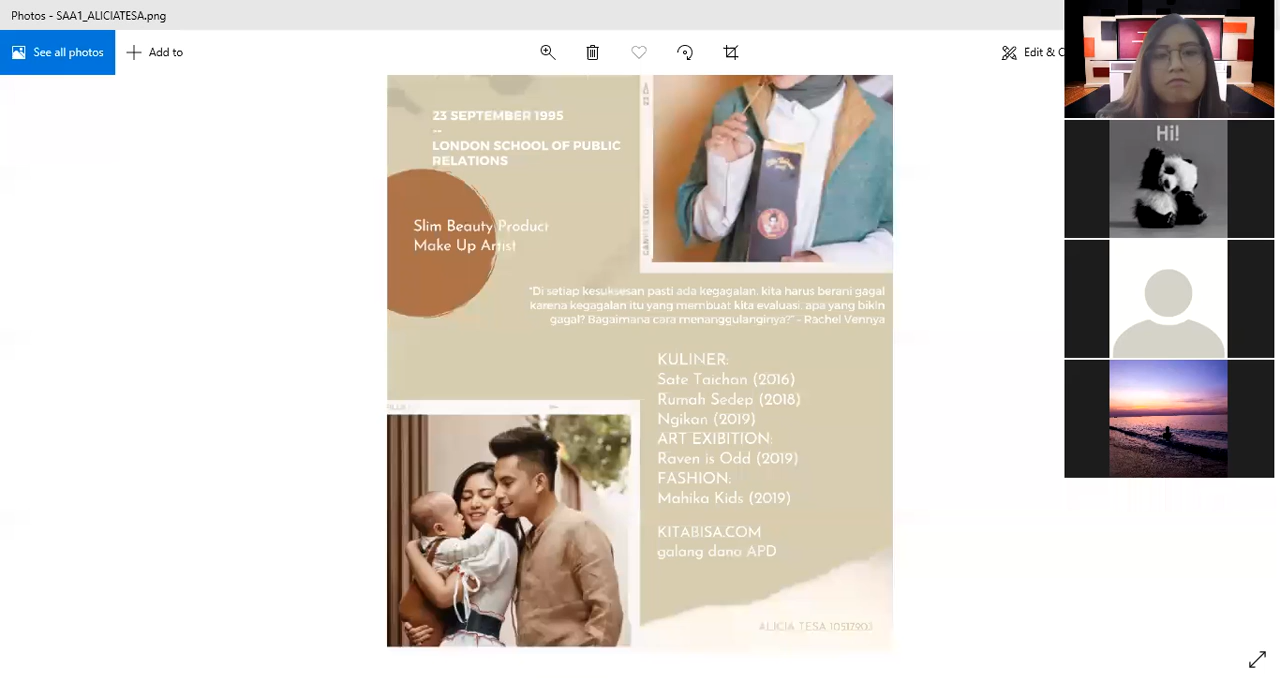 Photos - SAA1_ALICIATESA.png
See all photos
Add to
Edit & C
Hi!
23 SEPTEMBER 1995
--
LONDON SCHOOL OF PUBLIC
RELATIONS
Slim Beauty Product
Make Up Artist
"Di setiap kesuksesan pasti ada kegagalan, kita harus berani gagal
karena kegagalan itu yang membuat kita evaluasi, apa yang bikin
gagal? Bagaimana cara menanggulanginya?" - Rachel Vennya
KULINER:
Sate Taichan (2016)
Rumah Sedep (2018)
Ngikan (2019)
ART EXIBITION:
Raven is Odd (2019)
FASHION:
Mahika Kids (2019)
KITABISA.COM
galang dana APD
ALICIA TESA 10517903